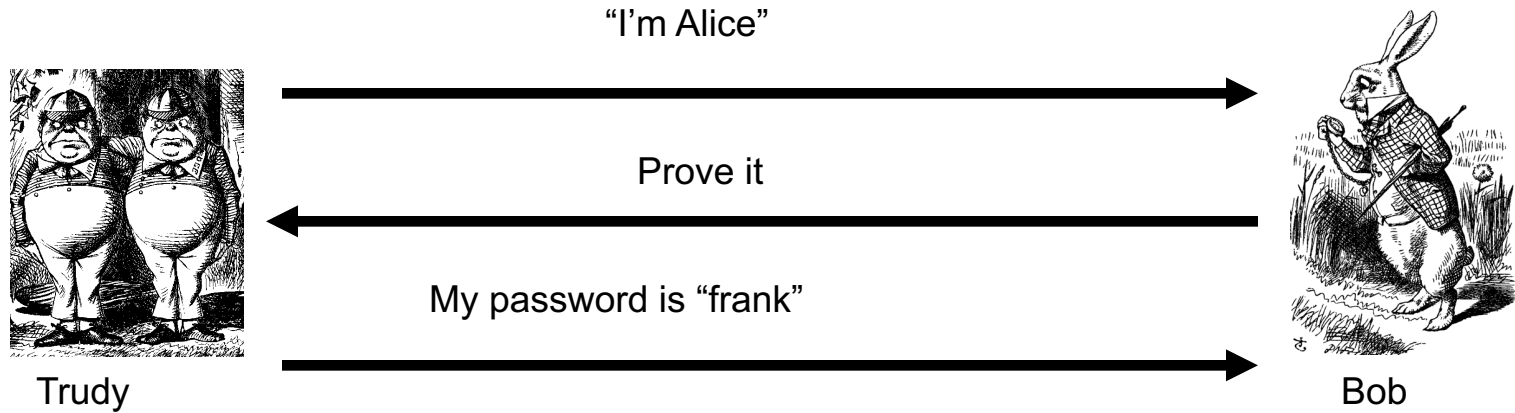 “I’m Alice”
Prove it
My password is “frank”
Trudy
Bob